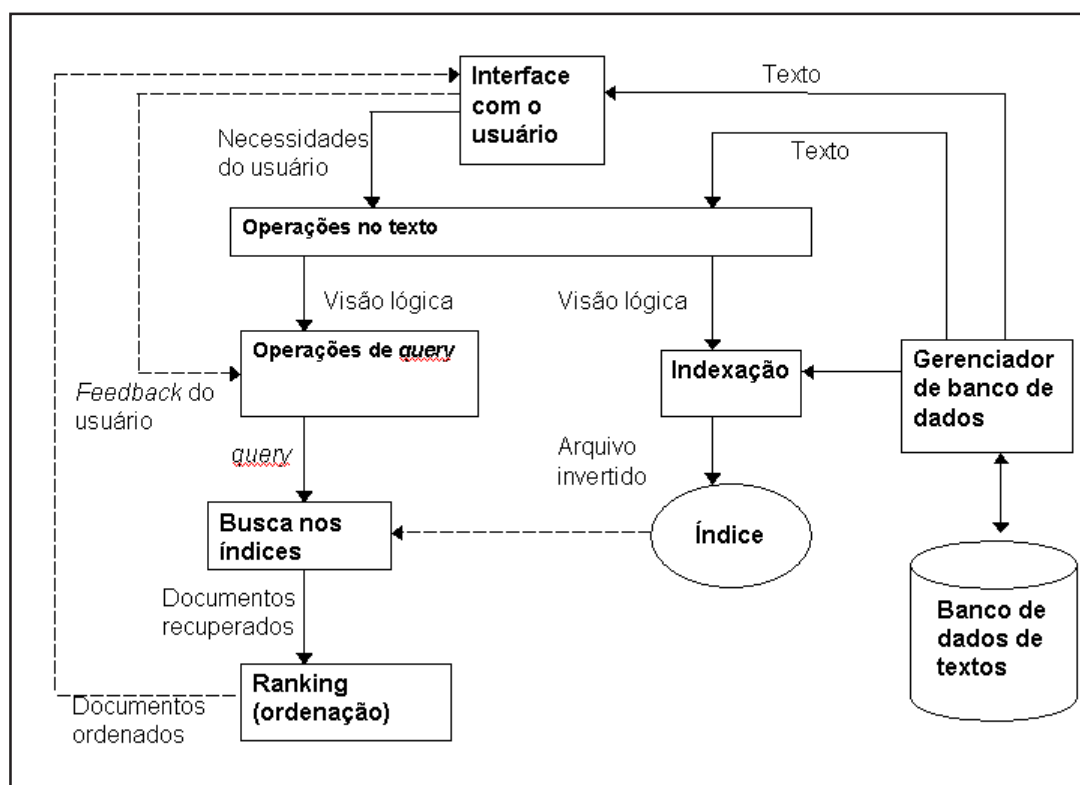 Interface
com o
usuário
Texto
Necessidades
do usuário
Texto
Operações no texto
Visão lógica
Visão lógica
Operações de query
Indexação
Gerenciador
de banco de
dados
Feedback do
usuário
query
Arquivo
invertido
Busca nos
índices
Índice
Documentos
recuperados
Banco de
dados de
textos
Ranking
(ordenação)
Documentos
ordenados